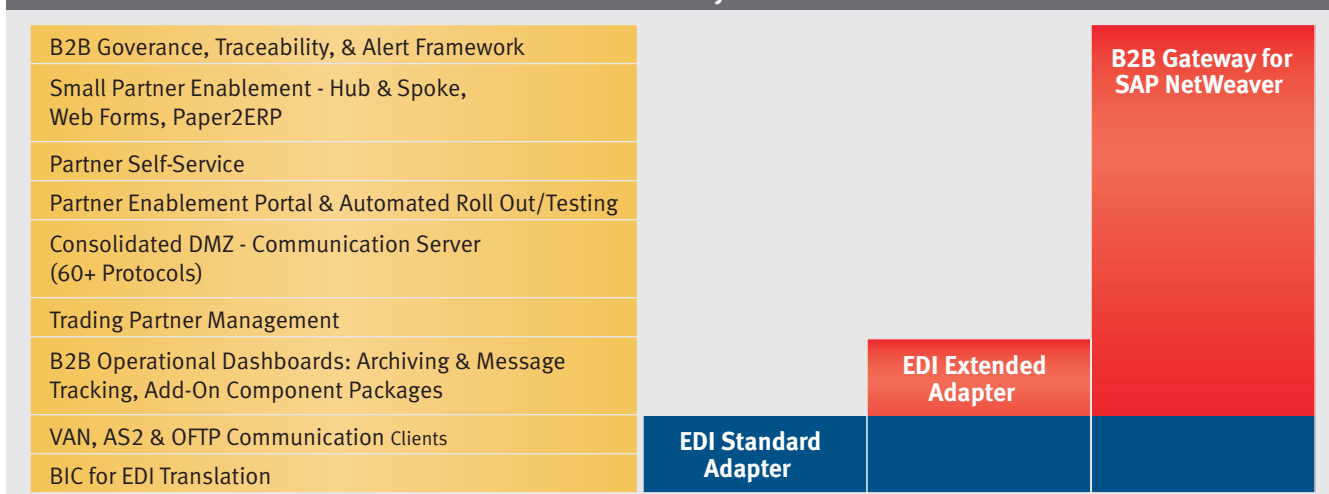 B2B Goverance, Traceability, & Alert Framework
Small Partner Enablement - Hub & Spoke,
Web Forms, Paper2ERP
Partner Self-Service
Partner Enablement Portal & Automated Roll Out/Testing
Consolidated DMZ - Communication Server
(60+ Protocols)
Trading Partner Management
B2B Operational Dashboards: Archiving & Message
Tracking, Add-On Component Packages
VAN, AS2 & OFTP Communication Clients
BIC for EDI Translation
EDI Standard
Adapter
EDI Extended
Adapter
B2B Gateway for
SAP NetWeaver